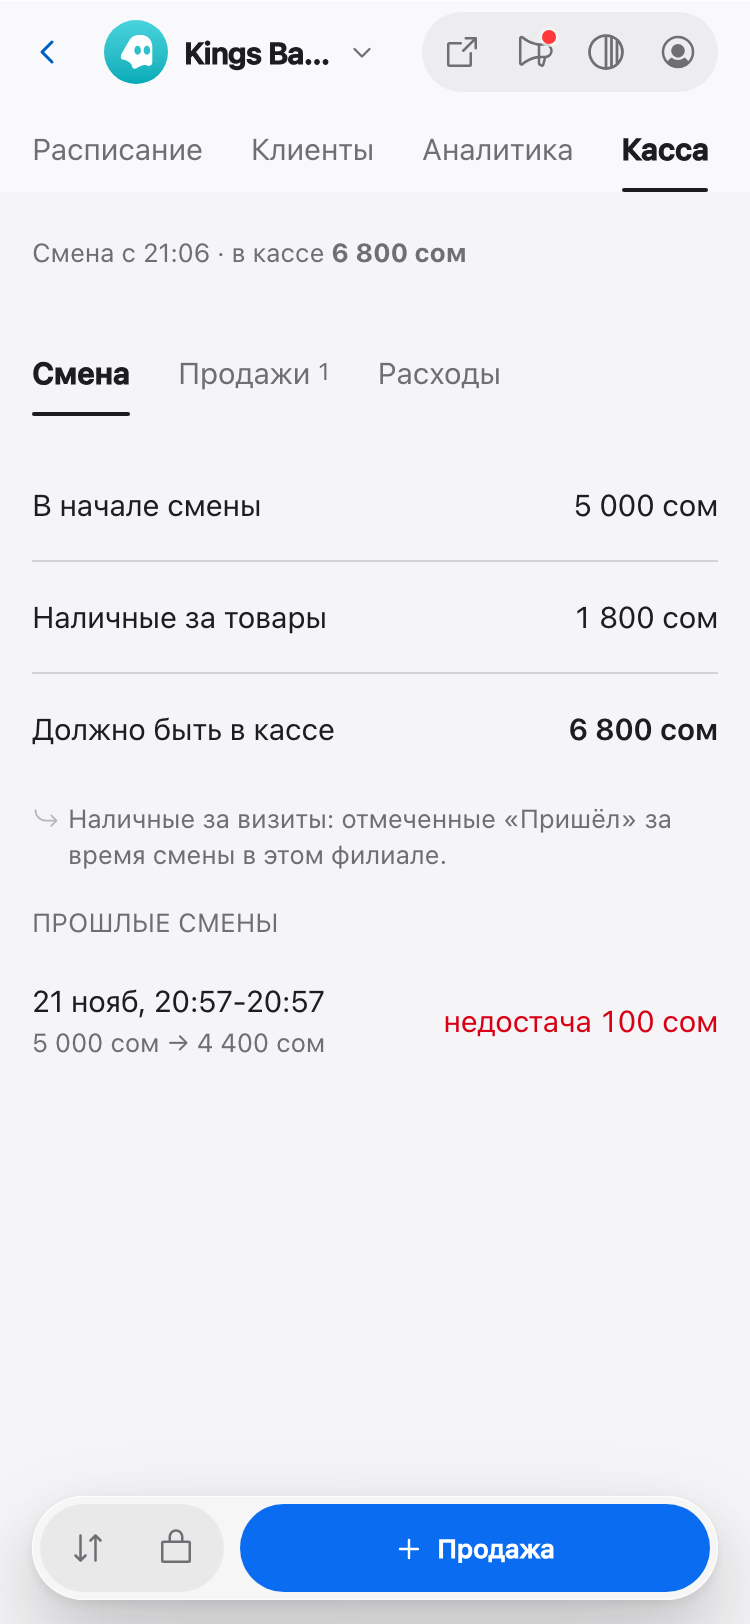 Kings Ba...
Расписание Клиенты Аналитика Касса
Смена с 21:06 · в кассе 6 800 сом
Смена Продажи 1 Расходы
В начале смены 5 000 сом
Наличные за товары 1 800 сом
Должно быть в кассе 6 800 сом
Наличные за визиты: отмеченные «Пришёл» за
время смены в этом филиале.
ПРОШЛЫЕ СМЕНЫ
21 нояб, 20:57-20:57
5 000 сом → 4 400 сом
недостача 100 сом
+ Продажа